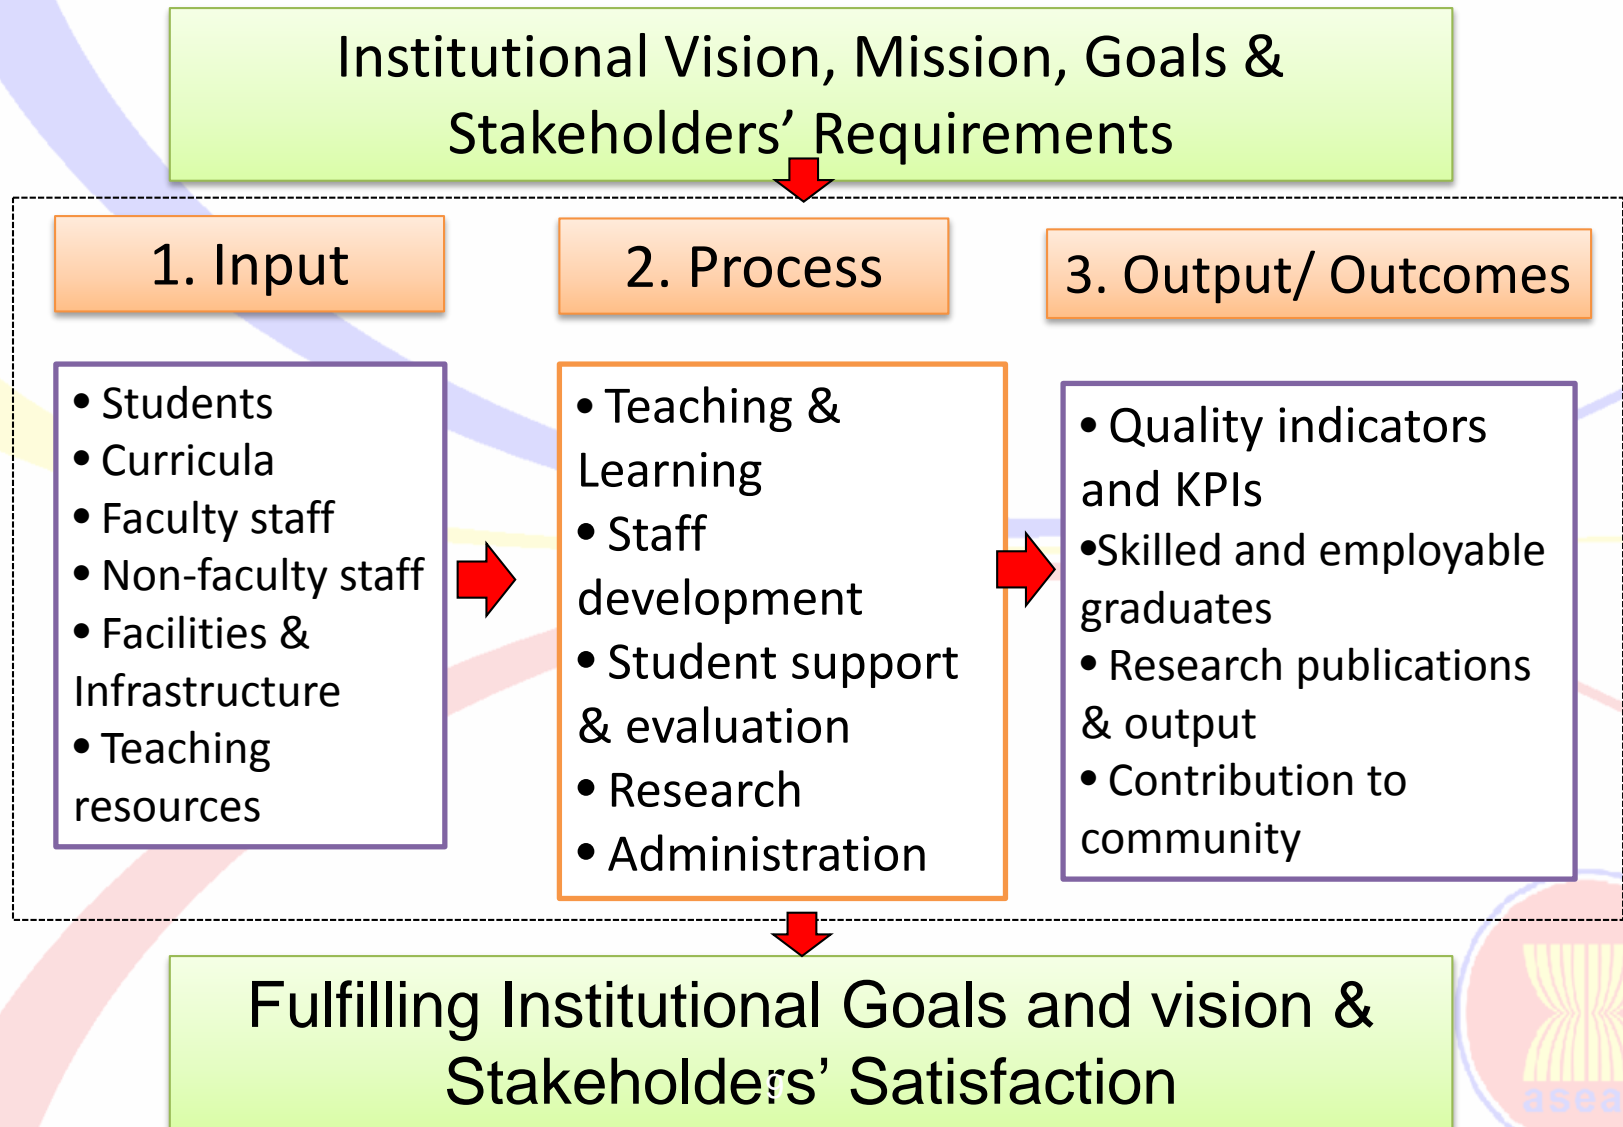 Institutional Vision, Mission, Goals &
Stakeholders’ Requirements
1. Input
• Students
• Curricula
• Faculty staff
• Non-faculty staff
• Facilities &
Infrastructure
• Teaching
resources
2. Process
• Teaching &
Learning
• Staff
development
• Student support
& evaluation
• Research
• Administration
3. Output/ Outcomes
• Quality indicators
and KPIs
•Skilled and employable
graduates
• Research publications
& output
• Contribution to
community
Fulfilling Institutional Goals and vision &
Stakeholders’ Satisfaction
g
asea